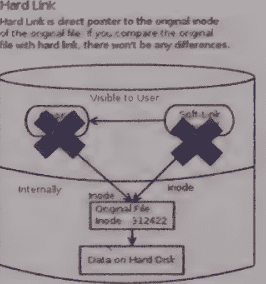 Hard Link
Hard Link is direct pointer to the original inode
of the original file. If you compare the original
file with hard link, there won't be any differences.
Visible to User
Soft-Link
Internally
inode
inode
Original File
Inode 512422
Data on Hard Disk